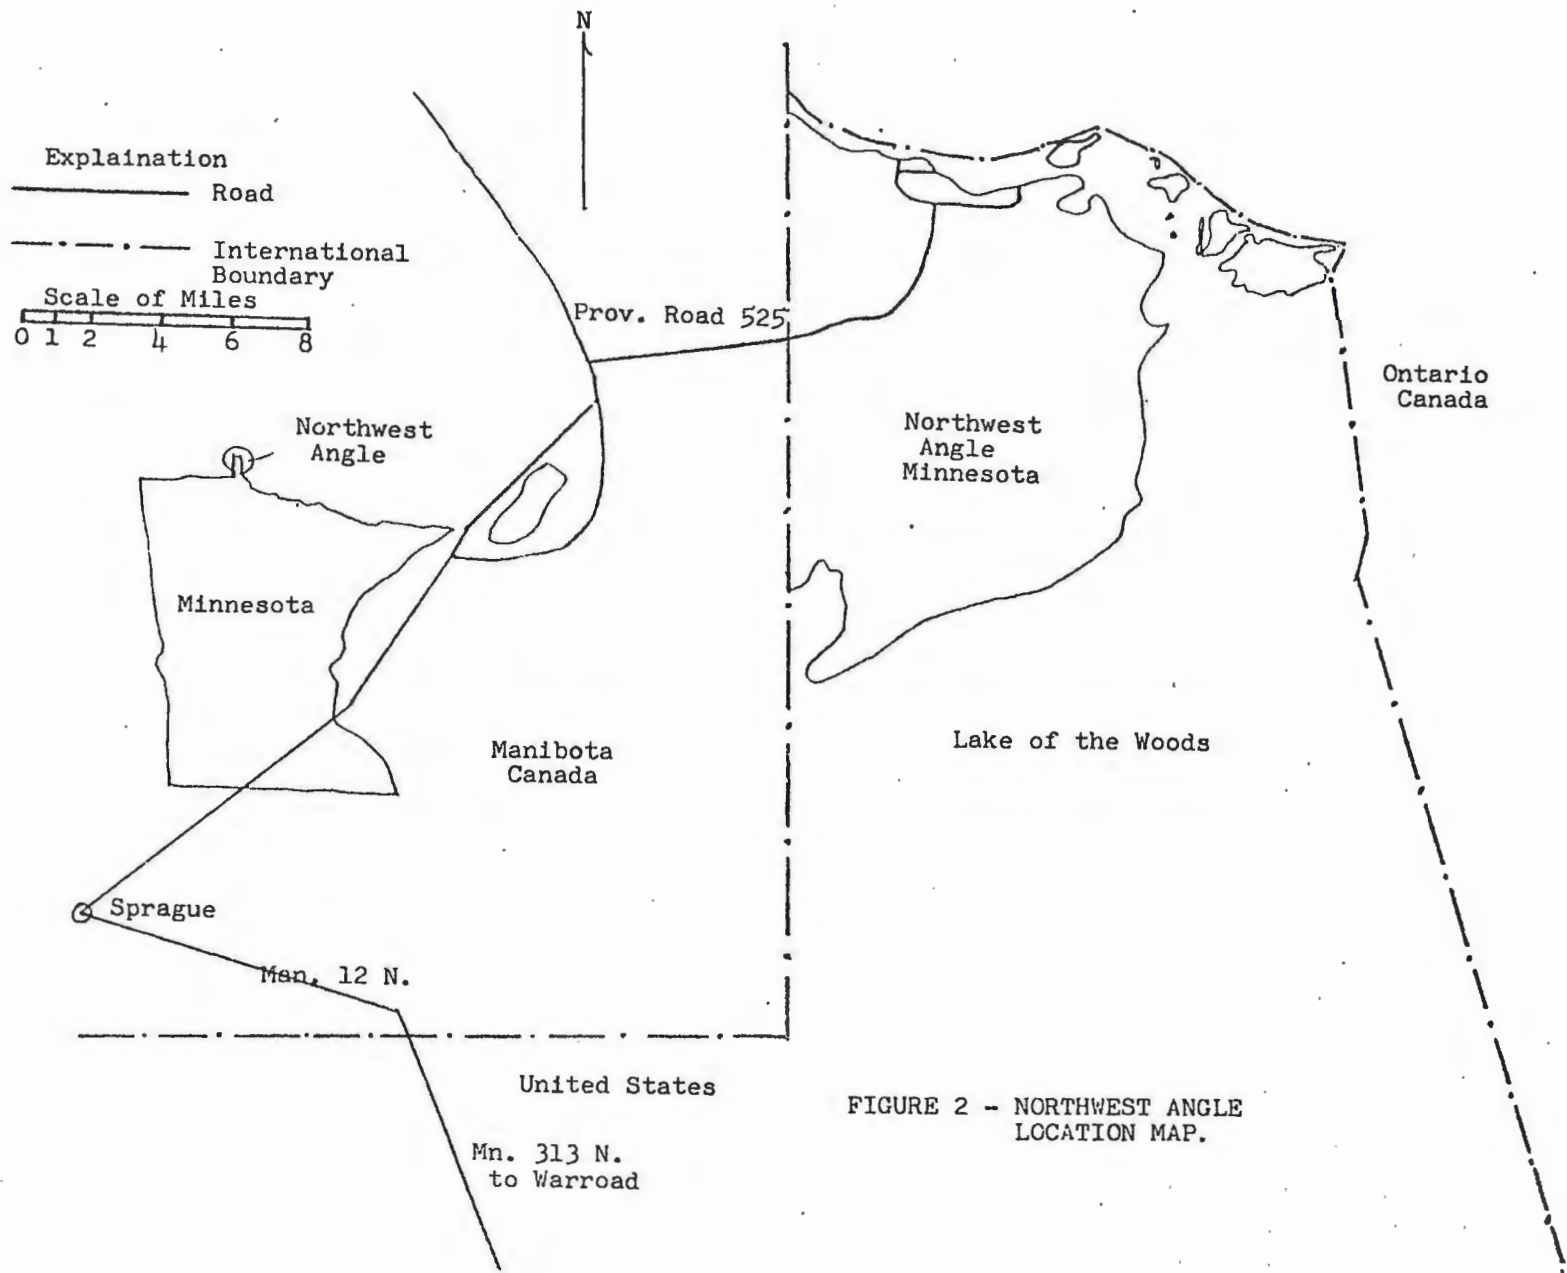 N
Explaination
Road
International
Boundary
Scale of Miles
0 1 2 4 6 8
Prov. Road 525
Northwest
Angle
Minnesota
Northwest
Angle
Minnesota
Ontario
Canada
Manibota
Canada
Lake of the Woods
Sprague
Man. 12 N.
United States
Mn. 313 N.
to Warroad
FIGURE 2 - NORTHWEST ANGLE
LOCATION MAP.